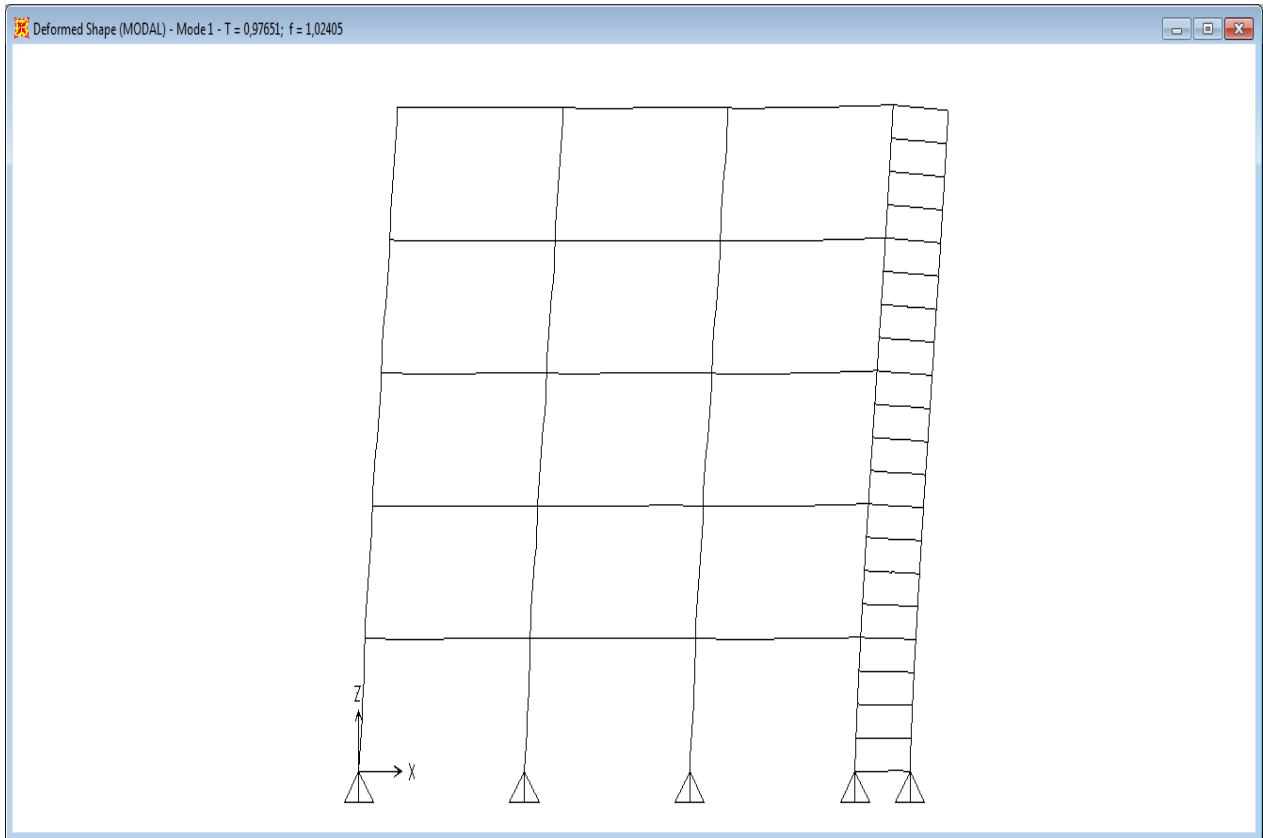 Deformed Shape (MODAL) - Mode 1 - T = 0,97651; f = 1,02405
Z
X